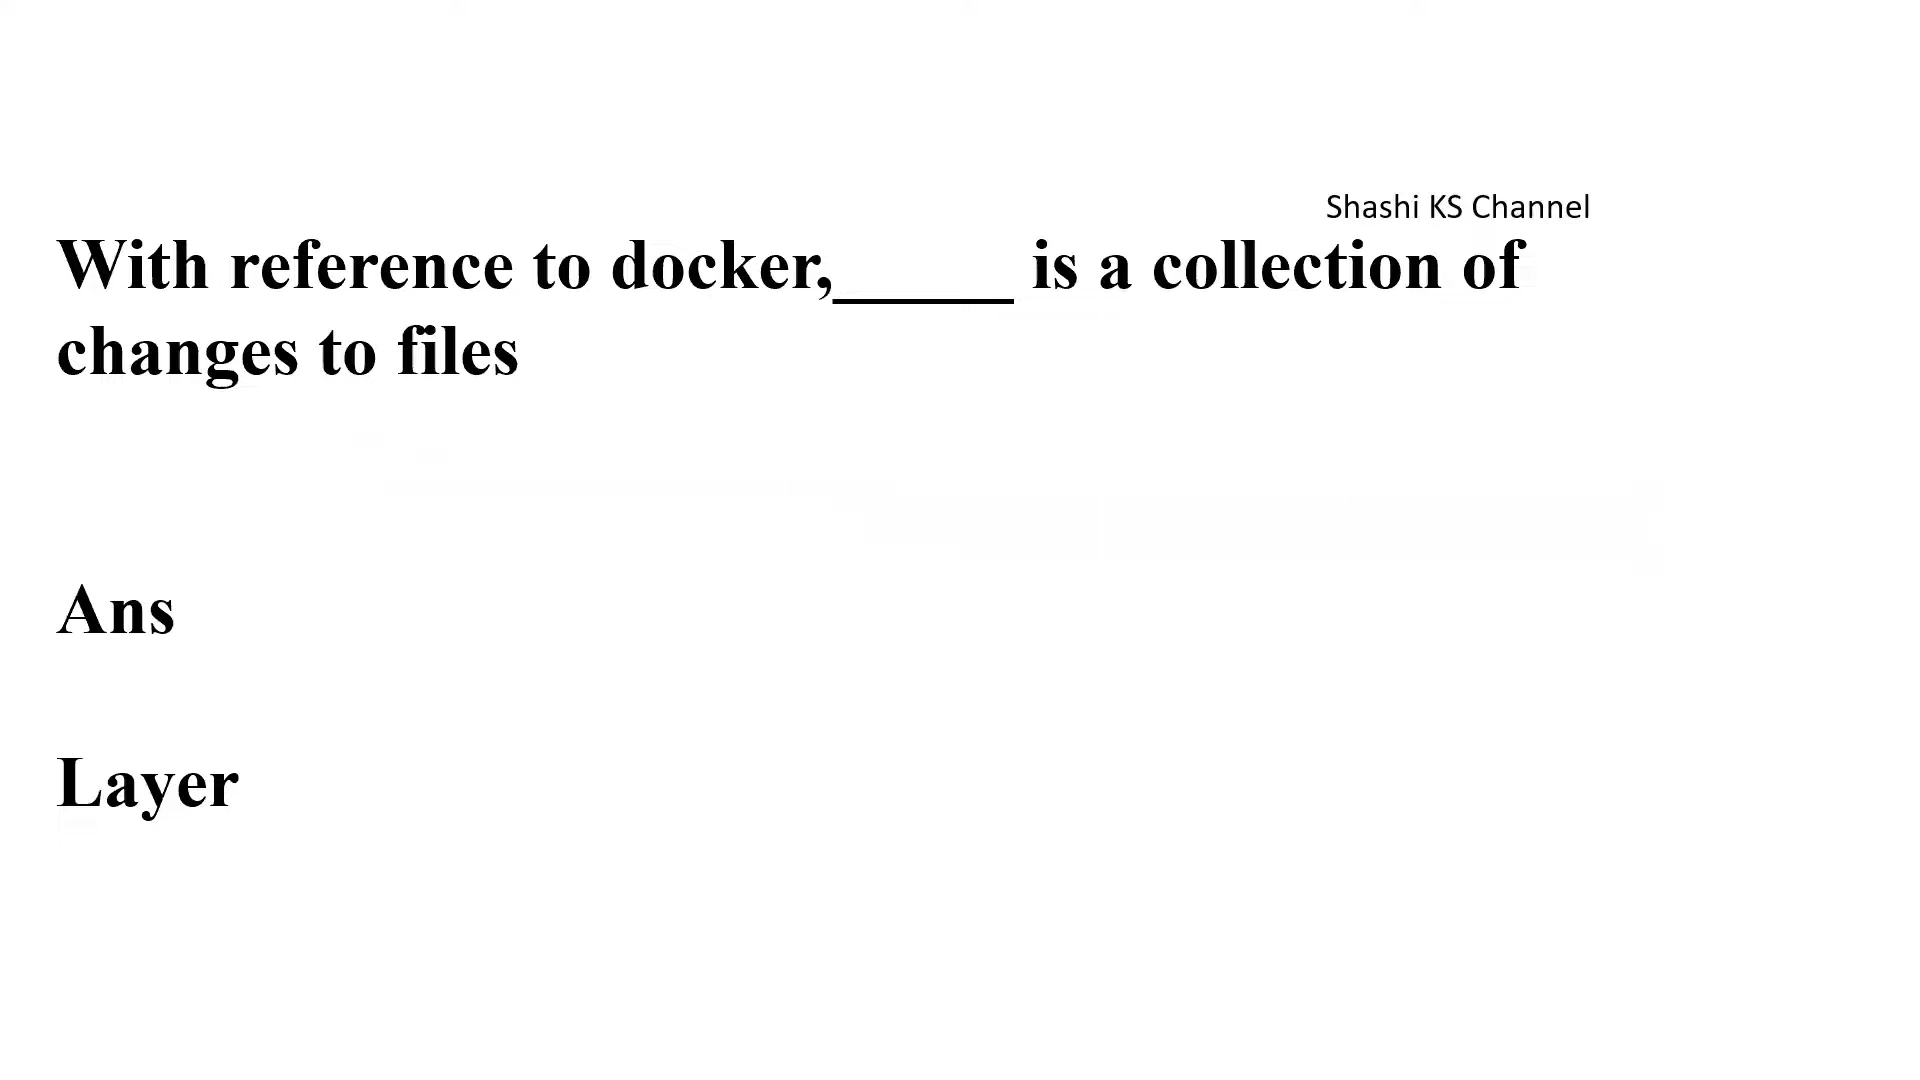 Shashi KS Channel
With reference to docker,_____ is a collection of
changes to files
Ans
Layer